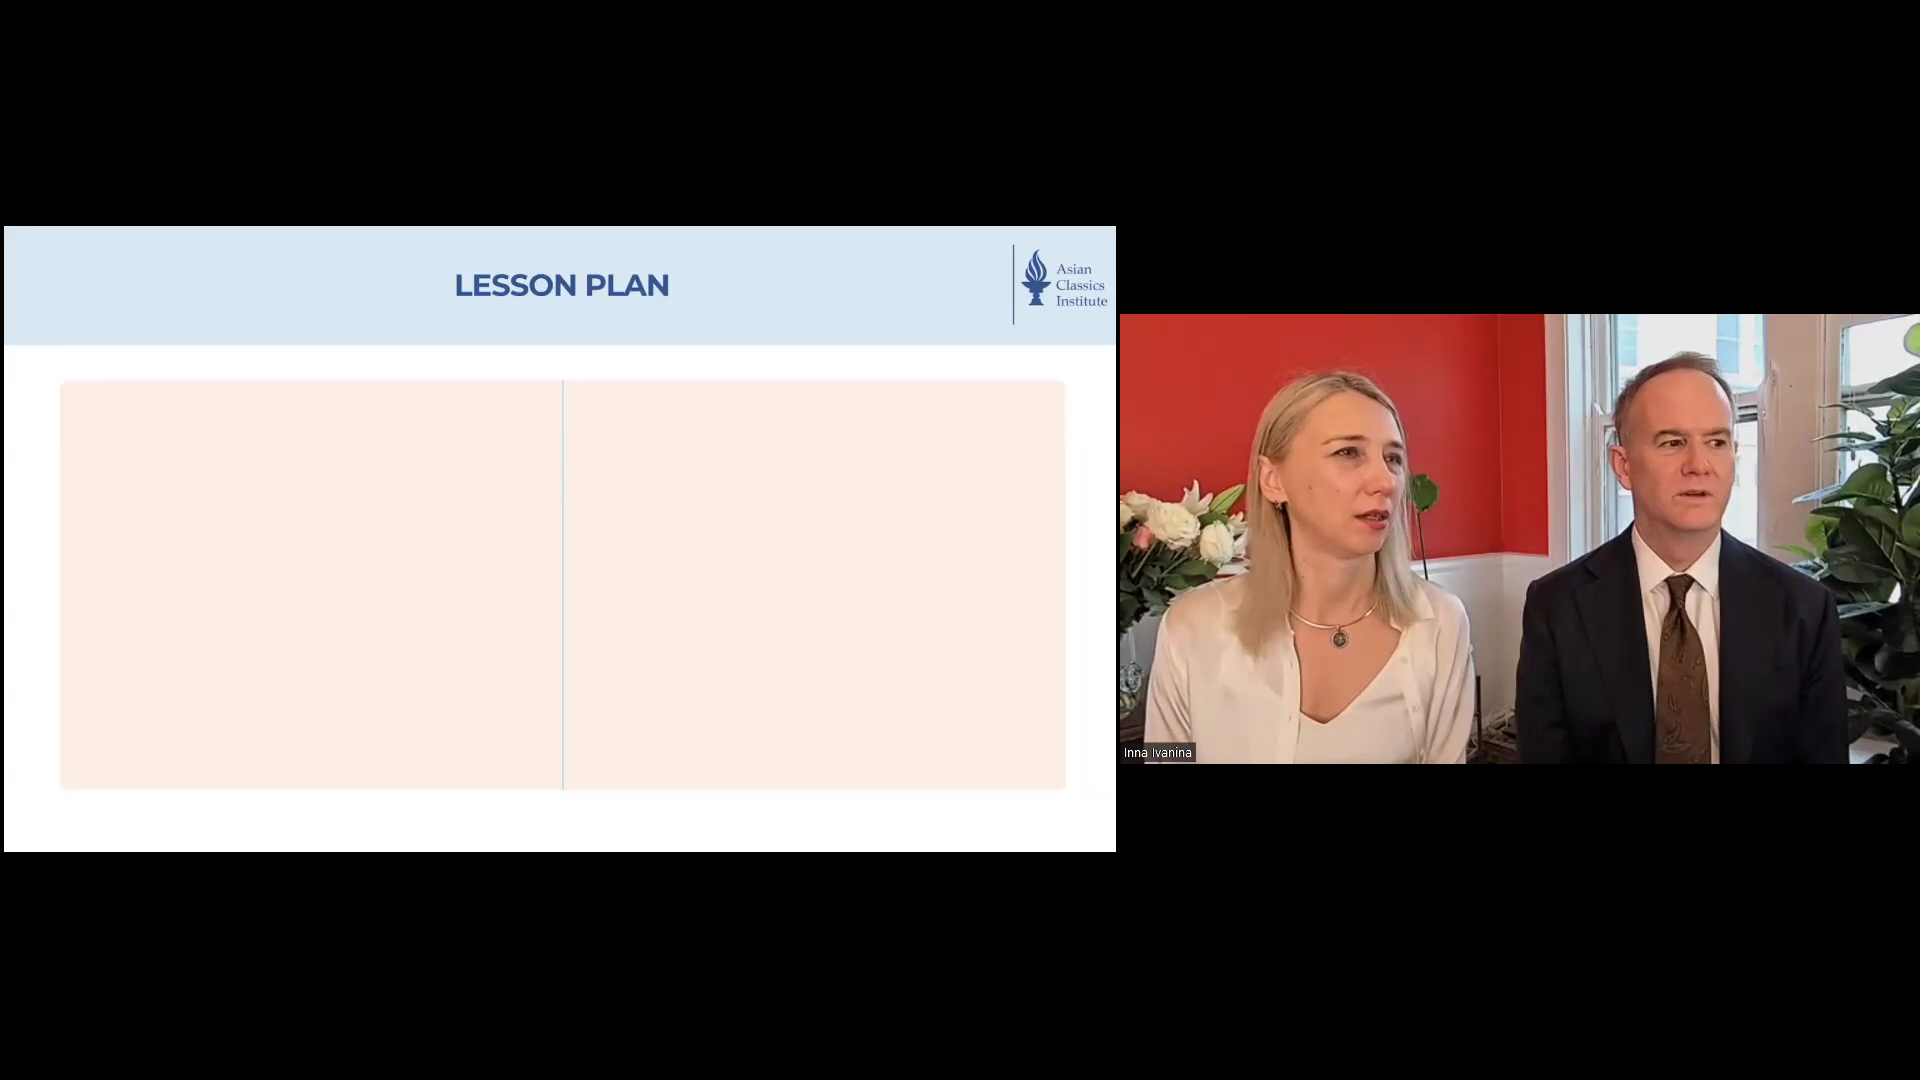 LESSON PLAN
Asian
Classics
Institute
Inna Ivanina